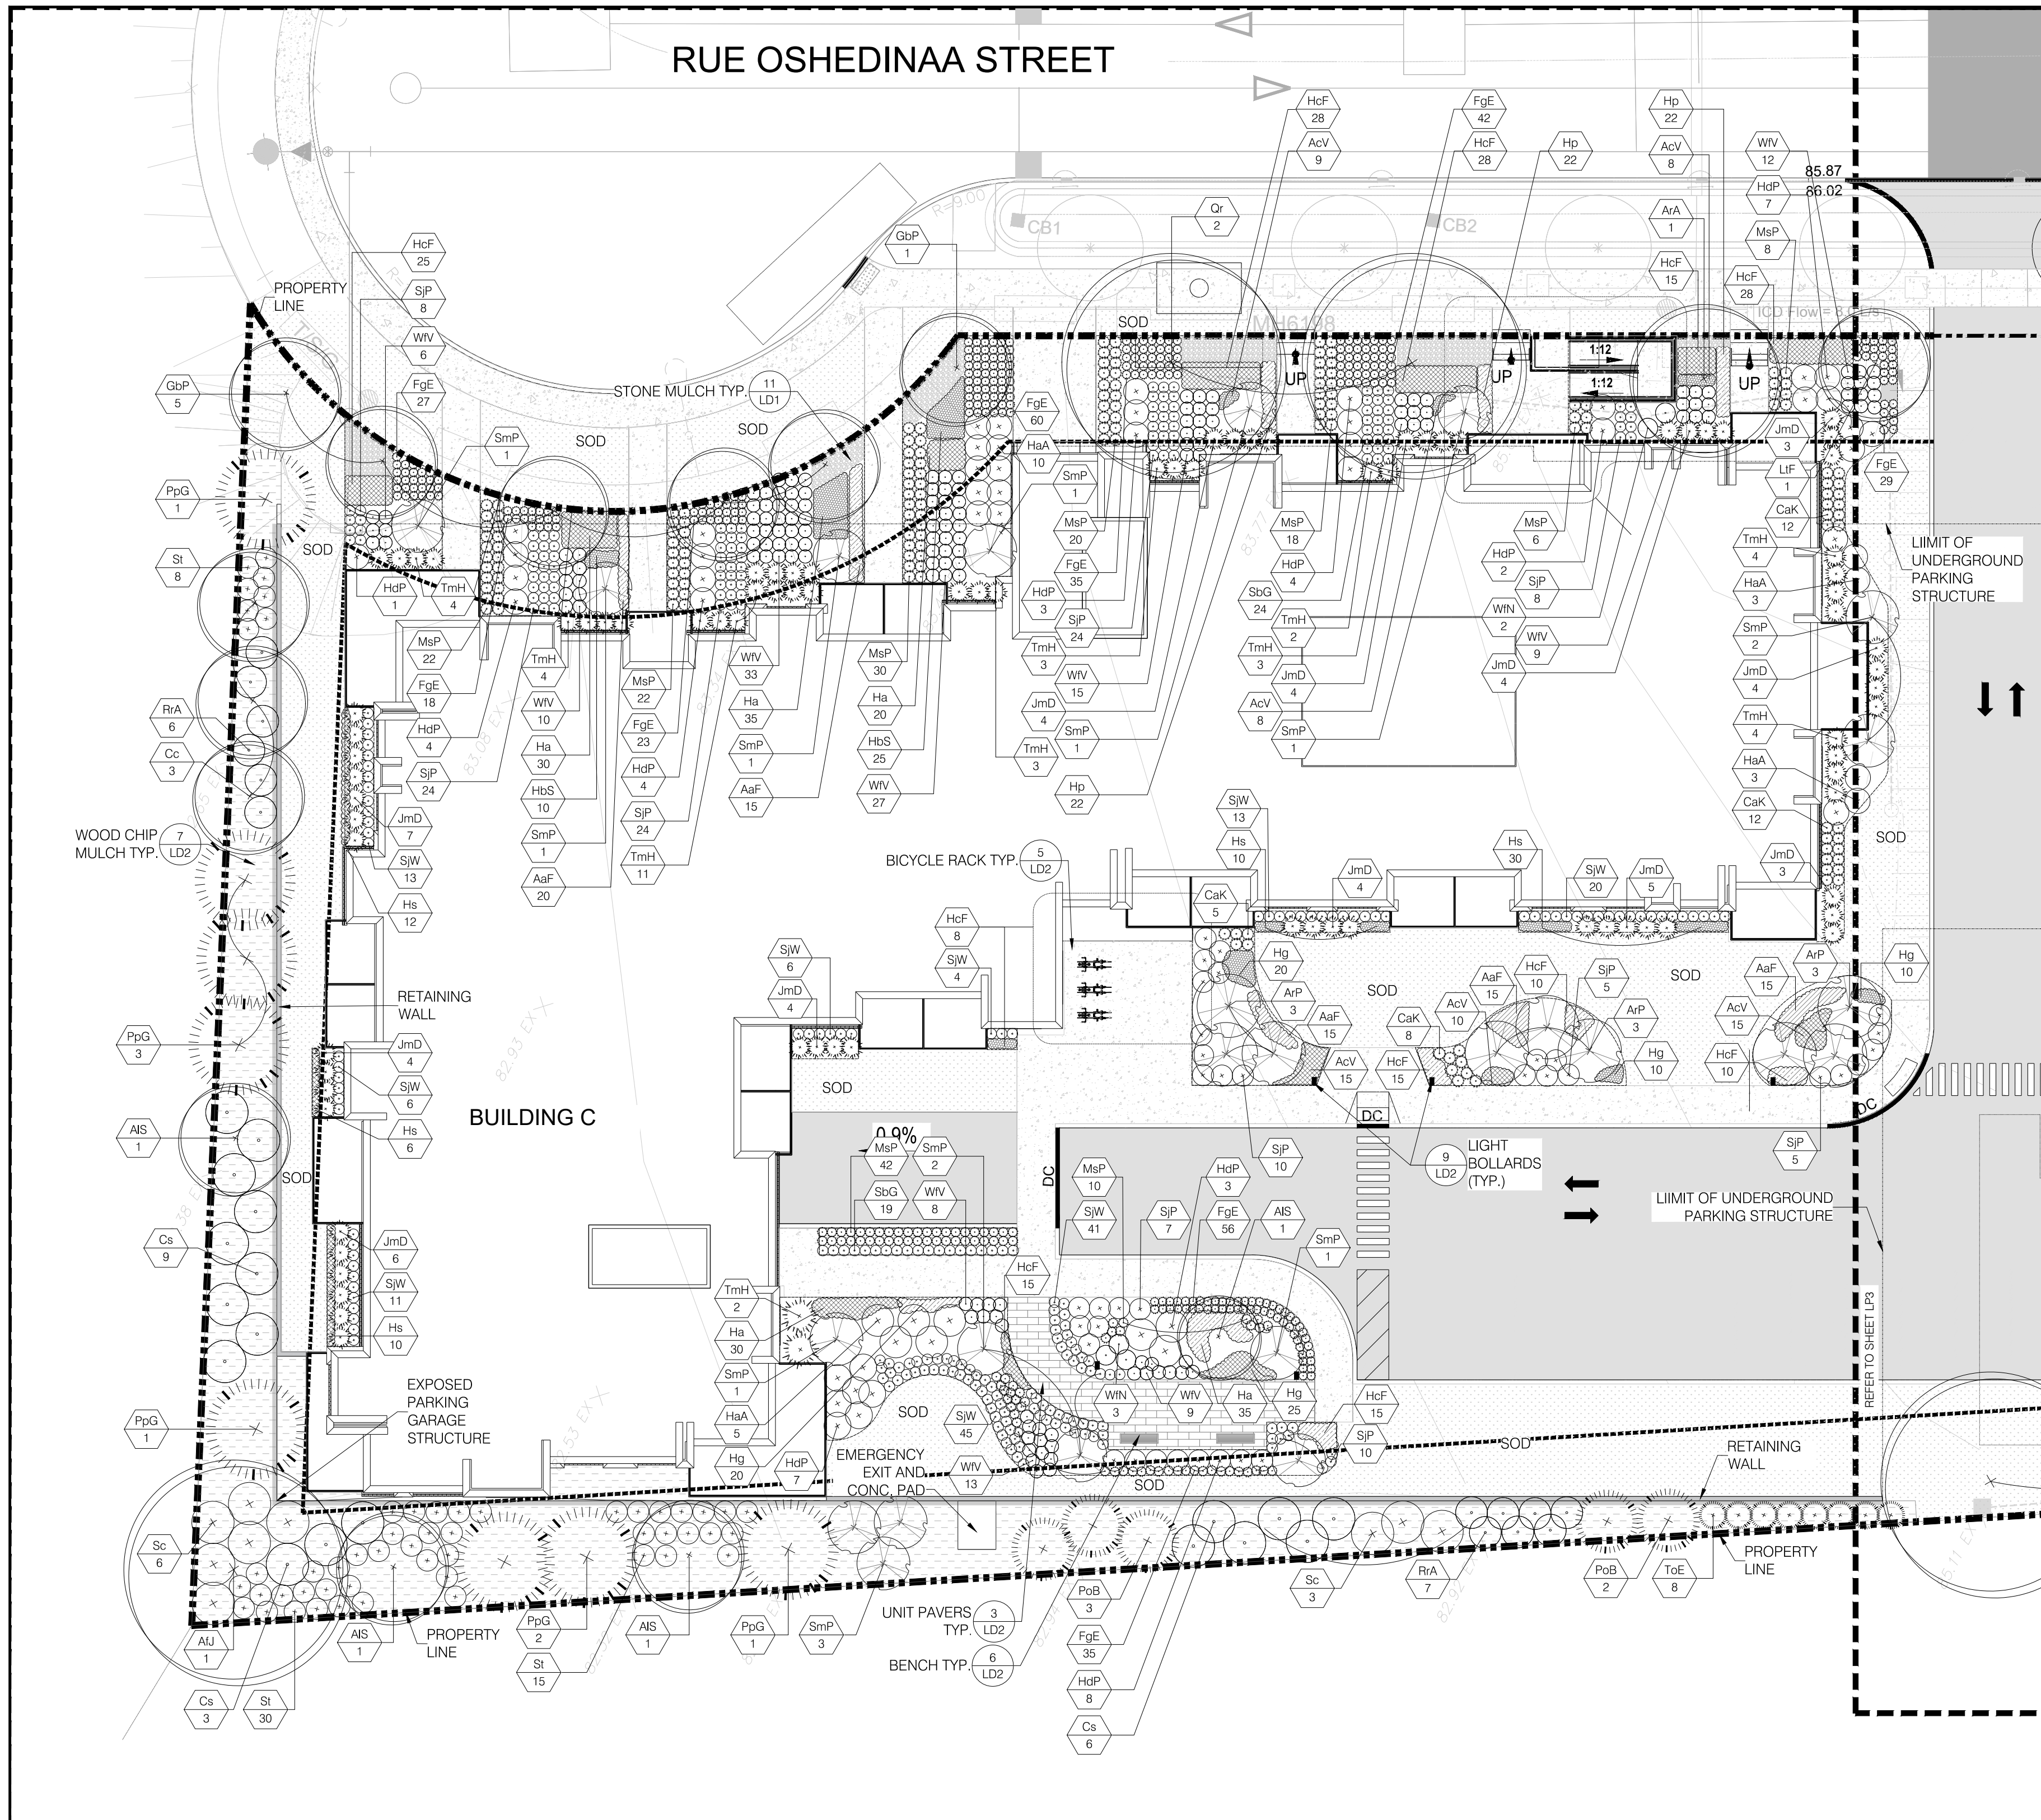 RUE OSHEDINAA STREET
HcF
28
AcV
9
FgE
42
HcF
28
Hp
22
Hp
22
AcV
8
WfV
12
HdP
7
85.87
86.02
Qr
2
ArA
1
MsP
8
HcF
15
HcF
28
R=9.00
CB1
CB2
GbP
1
HcF
25
SjP
8
WfV
6
FgE
27
PROPERTY
LINE
GbP
5
SmP
1
STONE MULCH TYP.
11
LD1
SOD
SOD
SOD
MH6198
ICD Flow = 8.0 L/s
UP
UP
UP
1:12
1:12
FgE
60
HaA
10
SmP
1
MsP
20
FgE
35
HdP
3
SjP
24
TmH
3
WfV
15
JmD
4
SmP
1
TmH
3
Hp
22
MsP
18
HdP
4
SbG
24
TmH
2
TmH
3
JmD
4
AcV
8
SmP
1
MsP
6
HdP
2
SjP
8
WfN
2
WfV
9
JmD
4
JmD
3
LtF
1
CaK
12
FgE
29
TmH
4
HaA
3
SmP
2
JmD
4
TmH
4
HaA
3
CaK
12
JmD
3
LIIMIT OF
UNDERGROUND
PARKING
STRUCTURE
SOD
PpG
1
St
8
SOD
HdP
1
TmH
4
MsP
22
FgE
18
HdP
4
SjP
24
TmH
4
WfV
10
Ha
30
HbS
10
SmP
1
AaF
20
MsP
22
FgE
23
HdP
4
SjP
24
TmH
11
WfV
33
Ha
35
SmP
1
AaF
15
MsP
30
Ha
20
HbS
25
WfV
27
RrA
6
Cc
3
WOOD CHIP
MULCH TYP.
7
LD2
JmD
7
SjW
13
Hs
12
BICYCLE RACK TYP.
5
LD2
SjW
13
Hs
10
JmD
4
CaK
5
Hs
30
SjW
20
JmD
5
HcF
8
SjW
4
SjW
6
JmD
4
Hg
20
ArP
3
AaF
15
AcV
15
SOD
AcV
10
AaF
15
HcF
10
SjP
5
ArP
3
CaK
8
HcF
15
Hg
10
SOD
AaF
15
ArP
3
Hg
10
AcV
15
HcF
10
SjP
5
RETAINING
WALL
PpG
3
JmD
4
SjW
6
Hs
6
82.93 EX
83.08 EX
BUILDING C
SOD
0.9%
AlS
1
SOD
DC
DC
DC
SjP
10
9
LD2
LIGHT
BOLLARDS
(TYP.)
LIIMIT OF UNDERGROUND
PARKING STRUCTURE
REFER TO SHEET LP3
MsP
42
SmP
2
SbG
19
WfV
8
MsP
10
SjW
41
SjP
7
HdP
3
FgE
56
AlS
1
SmP
1
HcF
15
Cs
9
JmD
6
SjW
11
Hs
10
TmH
2
Ha
30
SmP
1
HaA
5
Hg
20
HdP
7
SOD
SjW
45
WfV
13
WfN
3
WfV
9
Ha
35
Hg
25
HcF
15
SjP
10
SOD
SOD
RETAINING
WALL
PpG
1
EXPOSED
PARKING
GARAGE
STRUCTURE
EMERGENCY
EXIT AND
CONC. PAD
Sc
6
AfJ
1
AlS
1
PROPERTY
LINE
PpG
2
St
15
AlS
1
PpG
1
SmP
3
UNIT PAVERS
TYP.
3
LD2
BENCH TYP.
6
LD2
PoB
3
FgE
35
HdP
8
Cs
6
Sc
3
RrA
7
PoB
2
ToE
8
PROPERTY
LINE
Cs
3
St
30